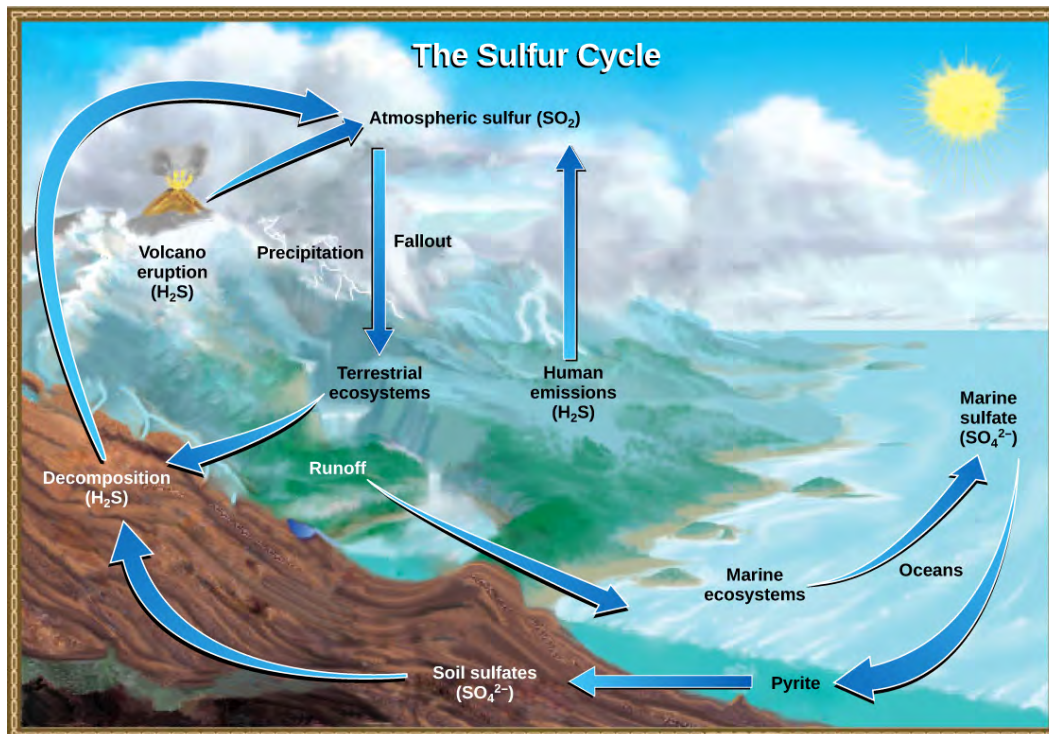 The Sulfur Cycle
Atmospheric sulfur (SO₂)
Volcano
eruption
(H₂S)
Precipitation
Fallout
Terrestrial
ecosystems
Human
emissions
(H₂S)
Marine
sulfate
(SO₄²⁻)
Decomposition
(H₂S)
Runoff
Marine
ecosystems
Oceans
Soil sulfates
(SO₄²⁻)
Pyrite